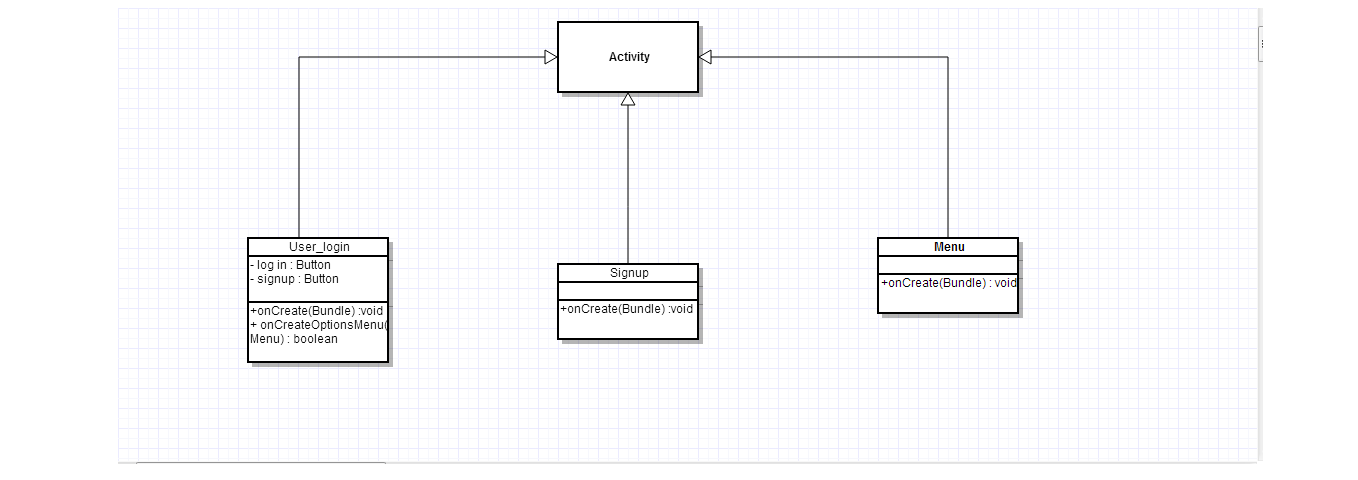 Activity
User_login
- log in : Button
- signup : Button
+onCreate(Bundle) :void
+ onCreateOptionsMenu(
Menu) : boolean
Signup
+onCreate(Bundle) :void
Menu
+onCreate(Bundle) : void